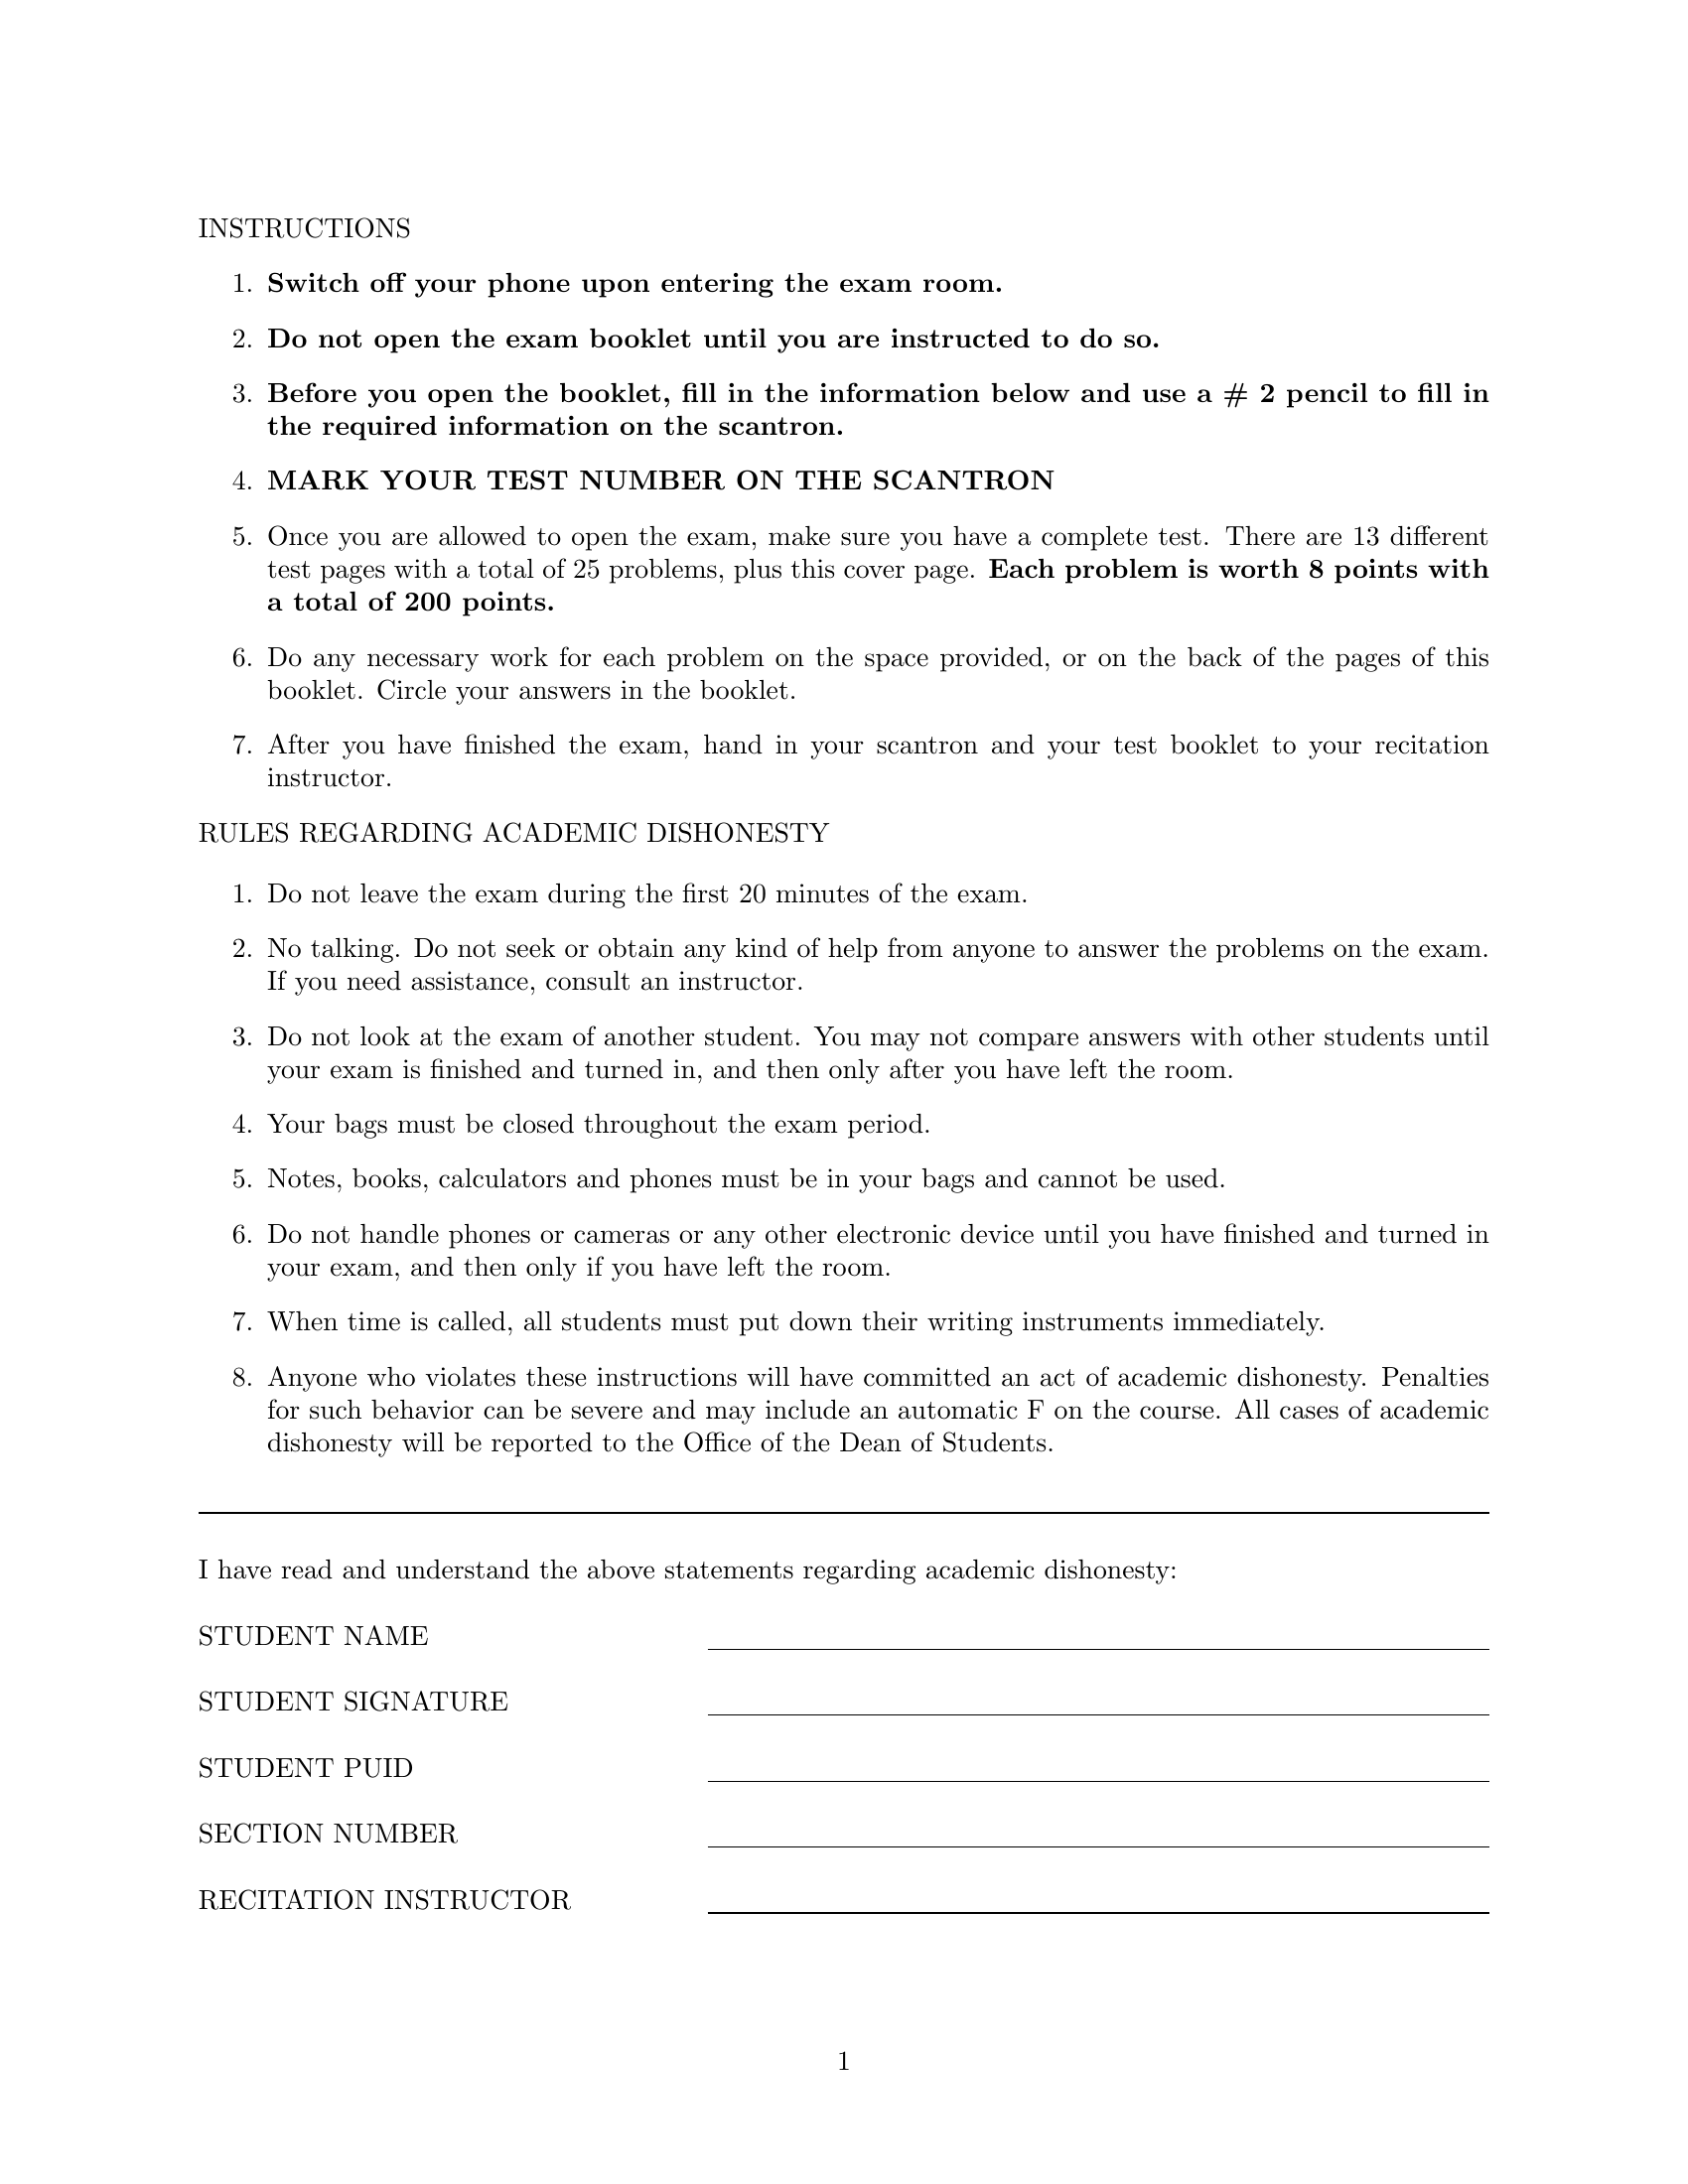 INSTRUCTIONS
1. Switch off your phone upon entering the exam room.
2. Do not open the exam booklet until you are instructed to do so.
3. Before you open the booklet, fill in the information below and use a # 2 pencil to fill in
the required information on the scantron.
4. MARK YOUR TEST NUMBER ON THE SCANTRON
5. Once you are allowed to open the exam, make sure you have a complete test. There are 13 different
test pages with a total of 25 problems, plus this cover page. Each problem is worth 8 points with
a total of 200 points.
6. Do any necessary work for each problem on the space provided, or on the back of the pages of this
booklet. Circle your answers in the booklet.
7. After you have finished the exam, hand in your scantron and your test booklet to your recitation
instructor.
RULES REGARDING ACADEMIC DISHONESTY
1. Do not leave the exam during the first 20 minutes of the exam.
2. No talking. Do not seek or obtain any kind of help from anyone to answer the problems on the exam.
If you need assistance, consult an instructor.
3. Do not look at the exam of another student. You may not compare answers with other students until
your exam is finished and turned in, and then only after you have left the room.
4. Your bags must be closed throughout the exam period.
5. Notes, books, calculators and phones must be in your bags and cannot be used.
6. Do not handle phones or cameras or any other electronic device until you have finished and turned in
your exam, and then only if you have left the room.
7. When time is called, all students must put down their writing instruments immediately.
8. Anyone who violates these instructions will have committed an act of academic dishonesty. Penalties
for such behavior can be severe and may include an automatic F on the course. All cases of academic
dishonesty will be reported to the Office of the Dean of Students.
I have read and understand the above statements regarding academic dishonesty:
STUDENT NAME
STUDENT SIGNATURE
STUDENT PUID
SECTION NUMBER
RECITATION INSTRUCTOR
1